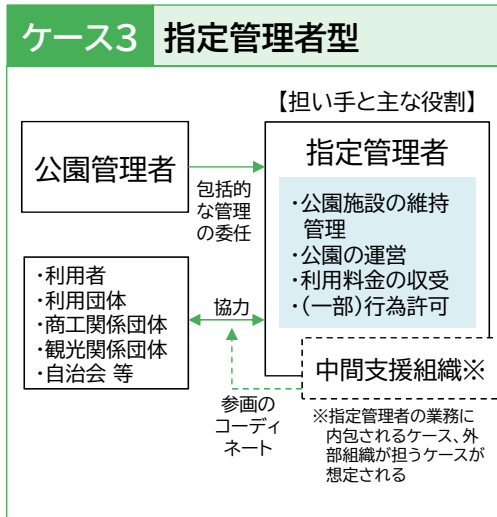 ケース3 指定管理者型
【担い手と主な役割】
公園管理者
包括的
な管理
の委任
指定管理者
・公園施設の維持
管理
・公園の運営
・利用料金の収受
・(一部)行為許可
・利用者
・利用団体
・商工関係団体
・観光関係団体
・自治会 等
協力
中間支援組織※
参画の
コーディ
ネート
※指定管理者の業務に
内包されるケース、外
部組織が担うケースが
想定される